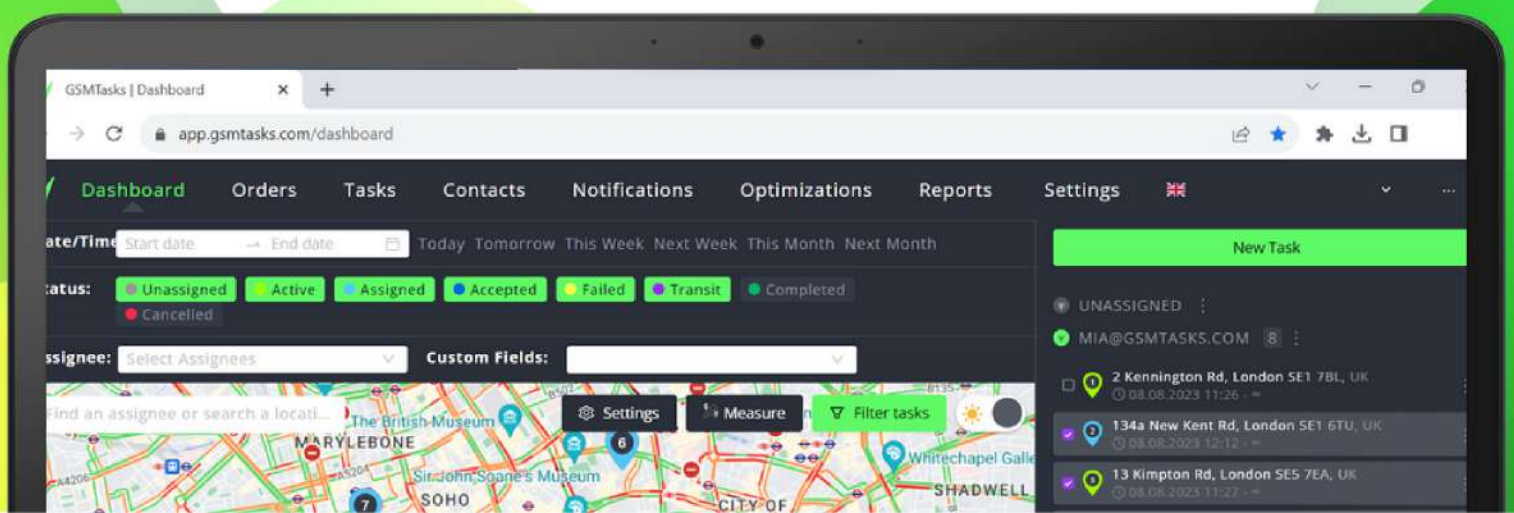 GSMTasks | Dashboard
app.gsmtasks.com/dashboard
Dashboard Orders Tasks Contacts Notifications Optimizations Reports Settings
ate/Time Start date → End date Today Tomorrow This Week Next Week This Month Next Month
New Task
tatus: Unassigned Active Assigned Accepted Failed Transit Completed
Cancelled
UNASSIGNED
MIA@GSMTASKS.COM 8
ssignee: Select Assignees Custom Fields:
1 2 Kennington Rd, London SE1 7BL, UK
08.08.2023 11:26 -
Find an assignee or search a locati...
Settings Measure Filter tasks
The British Museum
MARYLEBONE
6
B135
2 134a New Kent Rd, London SE1 6TU, UK
08.08.2023 12:12 -
Whitechapel Galle
A4206
A5204
Sir John Soane's Museum
SOHO
7
CITY OF
SHADWELL
3 13 Kimpton Rd, London SE5 7EA, UK
08.08.2023 11:27 -